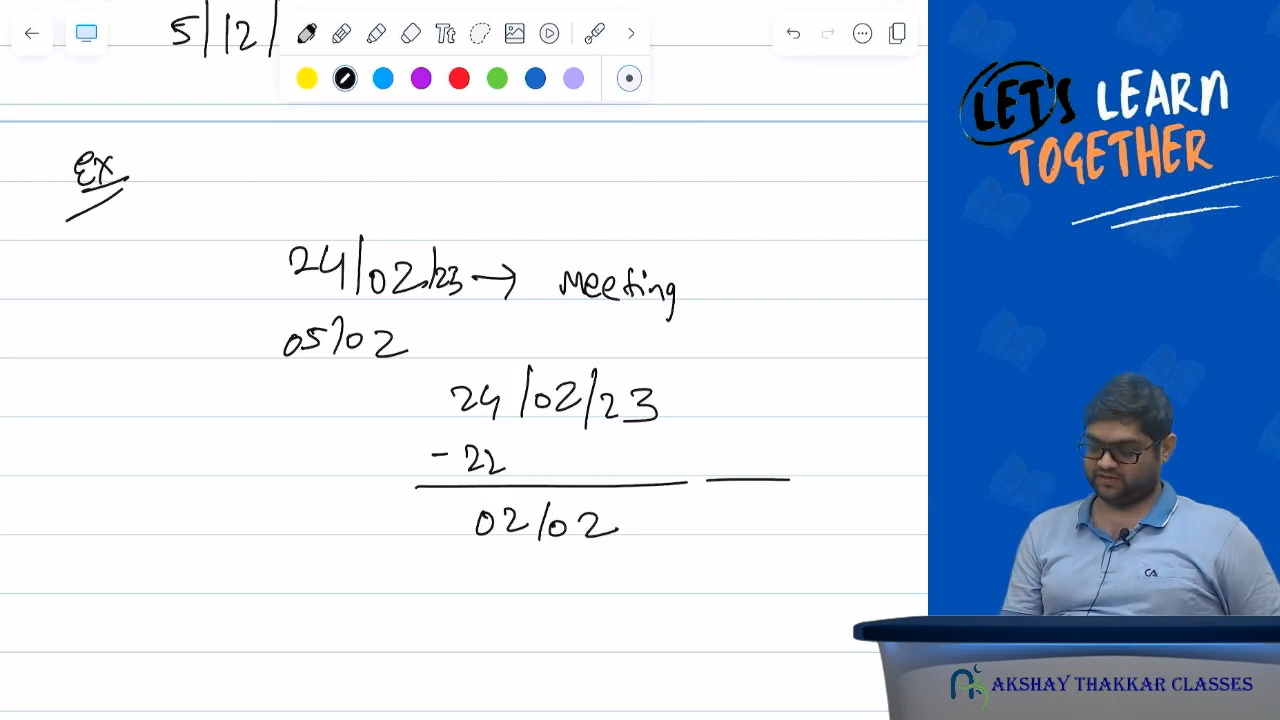 5/12/
Tt
LET'S LEARN
TOGETHER
Ex
24/02/23 → Meeting
05/02
24/02/23
- 22
02/02
CA
AKSHAY THAKKAR CLASSES